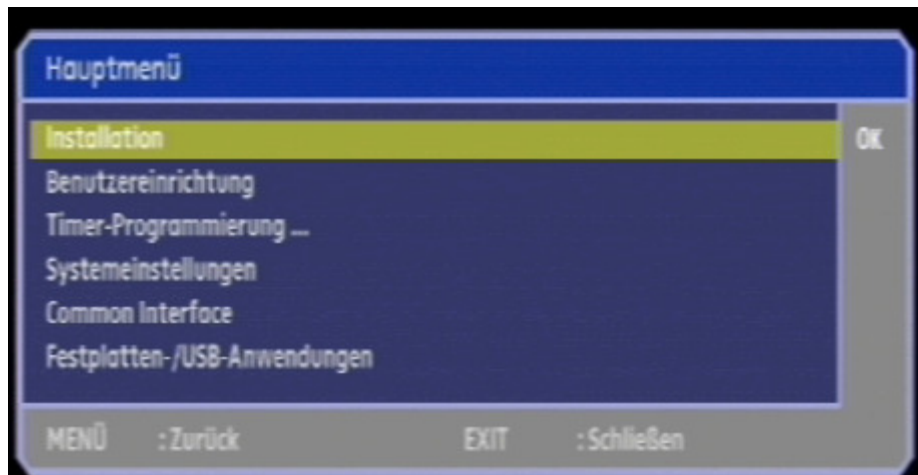 Hauptmenü
Installation OK
Benutzereinrichtung
Timer-Programmierung ...
Systemeinstellungen
Common Interface
Festplatten-/USB-Anwendungen
MENÜ : Zurück EXIT : Schließen